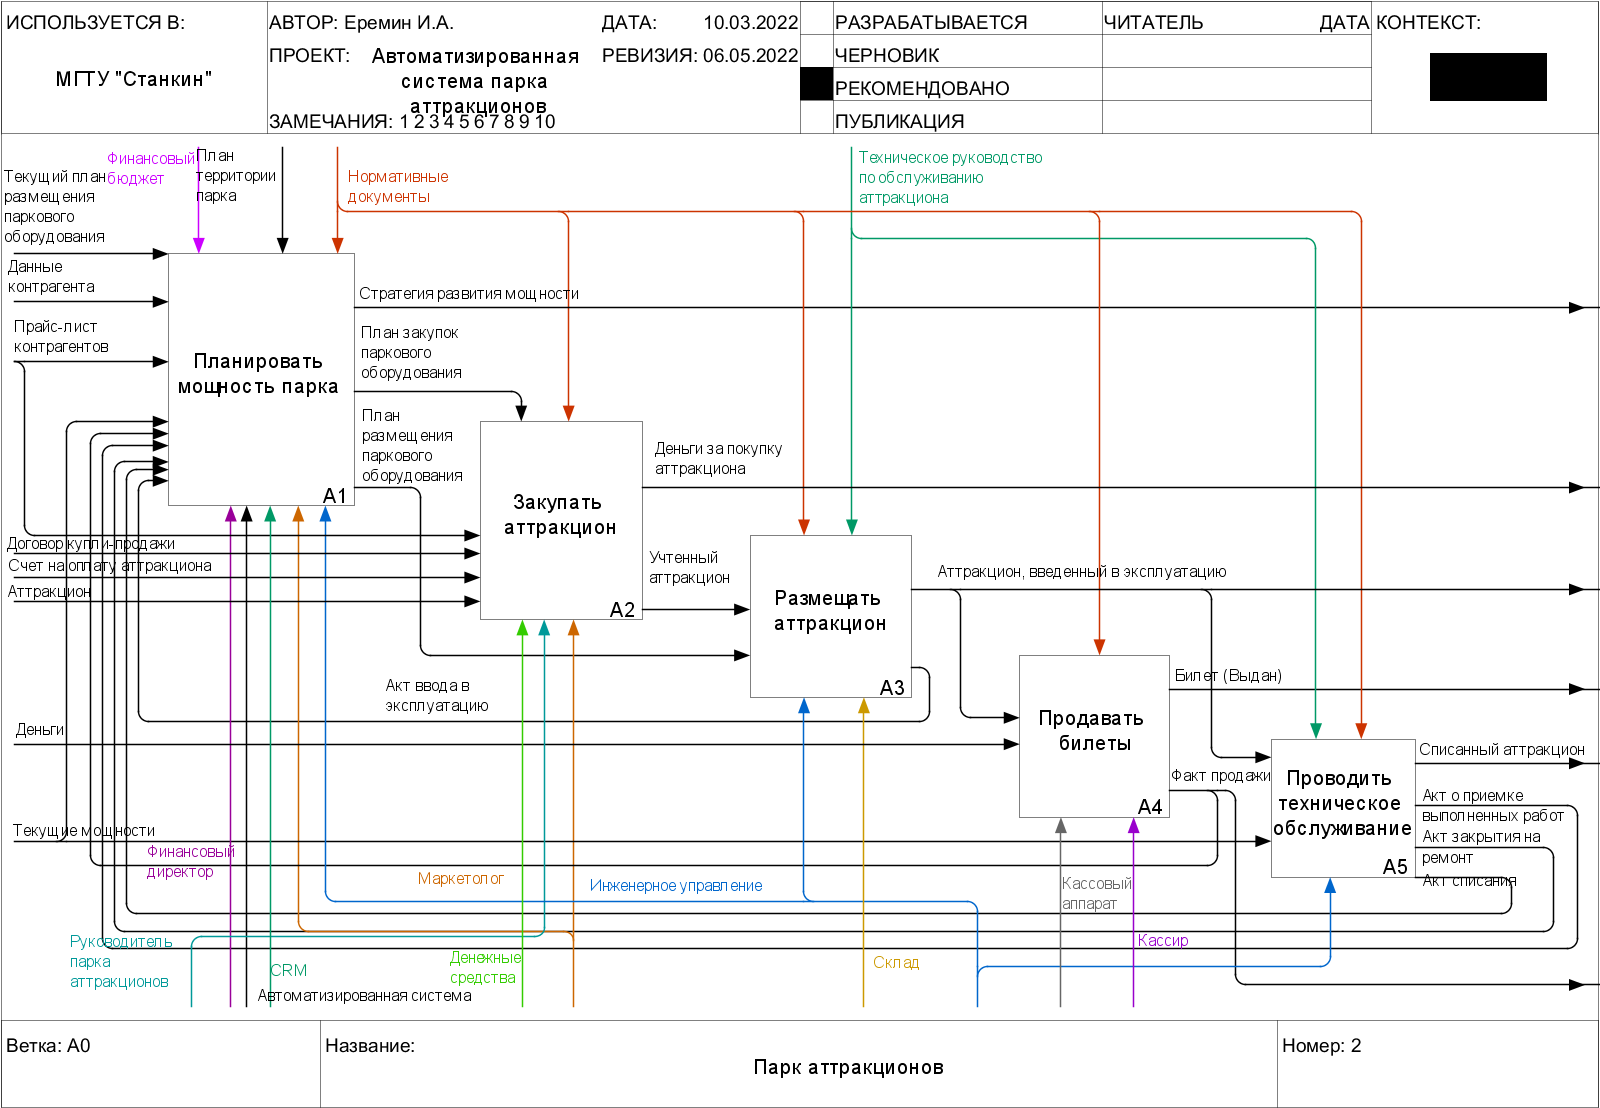 ИСПОЛЬЗУЕТСЯ В:
МГТУ "Станкин"
АВТОР: Еремин И.А.
ДАТА: 10.03.2022
ПРОЕКТ: Автоматизированная
система парка
аттракционов
РЕВИЗИЯ: 06.05.2022
ЗАМЕЧАНИЯ: 1 2 3 4 5 6 7 8 9 10
РАЗРАБАТЫВАЕТСЯ
ЧЕРНОВИК
РЕКОМЕНДОВАНО
ПУБЛИКАЦИЯ
ЧИТАТЕЛЬ
ДАТА
КОНТЕКСТ:
Финансовый
бюджет
План
территории
парка
Нормативные
документы
Техническое руководство
по обслуживанию
аттракциона
Текущий план
размещения
паркового
оборудования
Данные
контрагента
Прайс-лист
контрагентов
Планировать
мощность парка
A1
Стратегия развития мощности
План закупок
паркового
оборудования
План
размещения
паркового
оборудования
Закупать
аттракцион
A2
Деньги за покупку
аттракциона
Учтенный
аттракцион
Договор купли-продажи
Счет на оплату аттракциона
Аттракцион
Размещать
аттракцион
A3
Аттракцион, введенный в эксплуатацию
Акт ввода в
эксплуатацию
Деньги
Продавать
билеты
A4
Билет (Выдан)
Факт продажи
Проводить
техническое
обслуживание
A5
Списанный аттракцион
Акт о приемке
выполненных работ
Акт закрытия на
ремонт
Акт списания
Текущие мощности
Финансовый
директор
Маркетолог
Инженерное управление
Кассовый
аппарат
Кассир
Руководитель
парка
аттракционов
CRM
Автоматизированная система
Денежные
средства
Склад
Ветка: A0
Название:
Парк аттракционов
Номер: 2